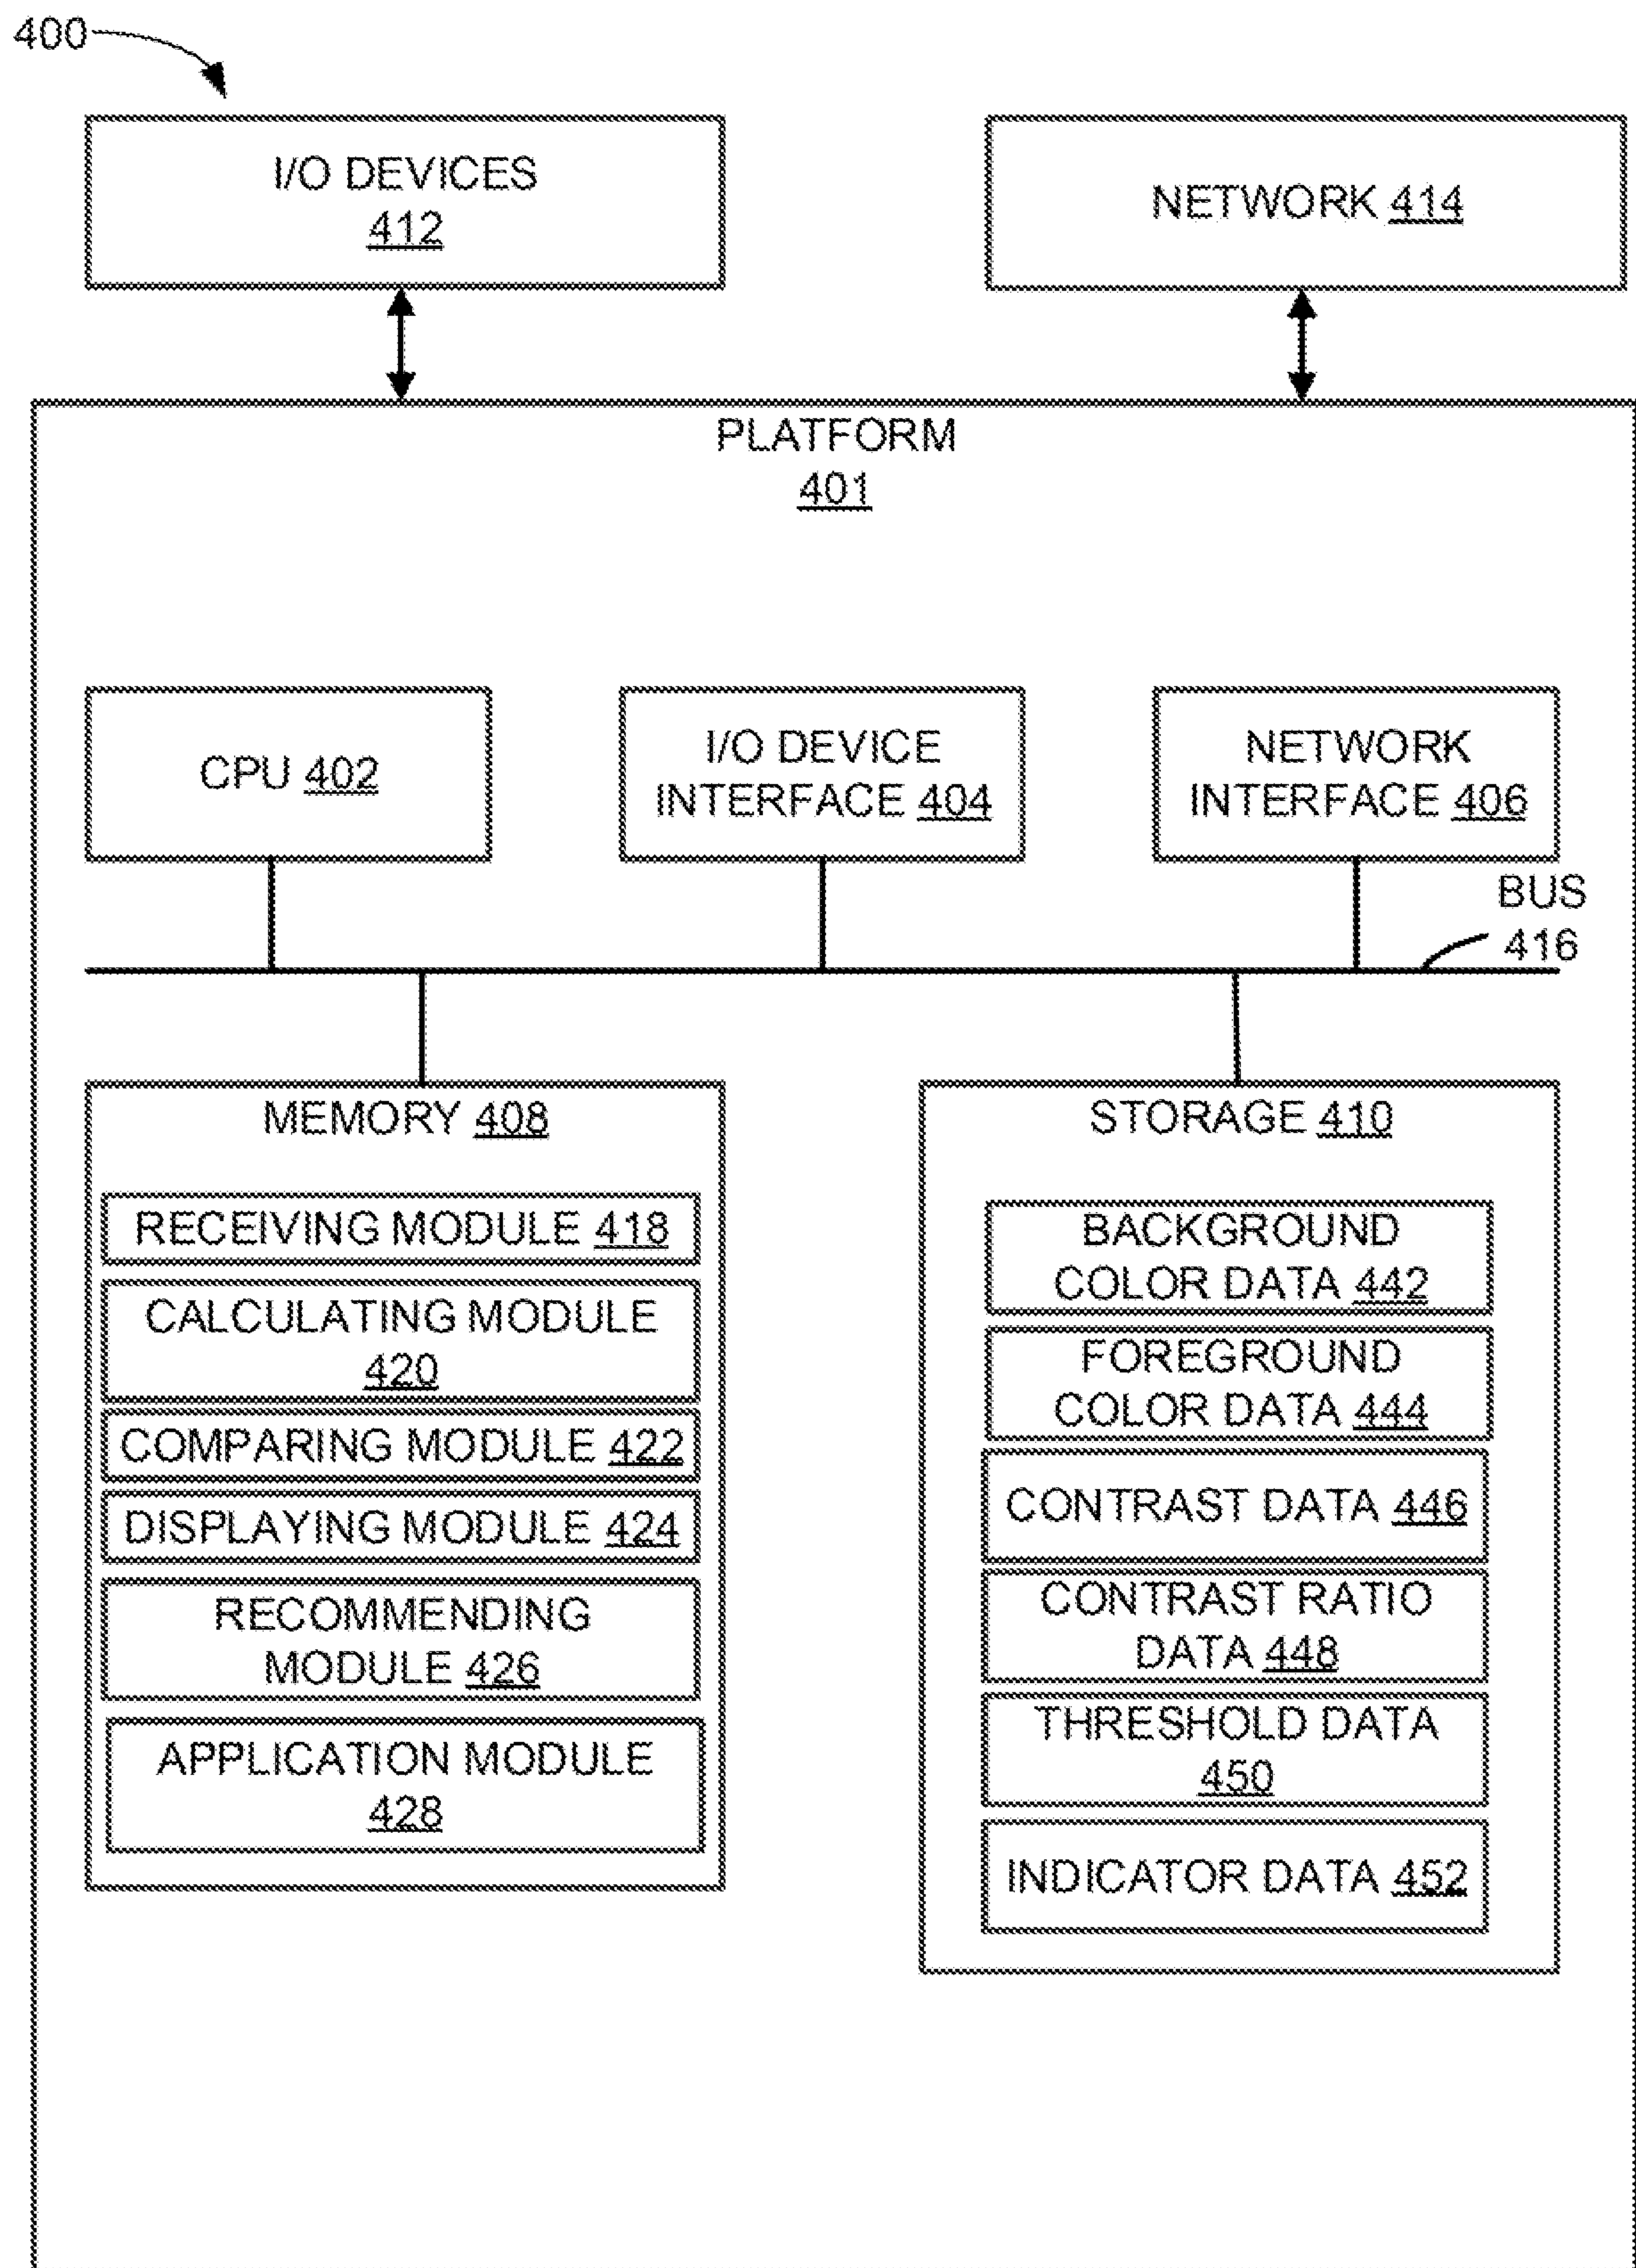 400
I/O DEVICES
412
NETWORK 414
PLATFORM
401
CPU 402
I/O DEVICE
INTERFACE 404
NETWORK
INTERFACE 406
BUS
416
MEMORY 408
RECEIVING MODULE 418
CALCULATING MODULE
420
COMPARING MODULE 422
DISPLAYING MODULE 424
RECOMMENDING
MODULE 426
APPLICATION MODULE
428
STORAGE 410
BACKGROUND
COLOR DATA 442
FOREGROUND
COLOR DATA 444
CONTRAST DATA 446
CONTRAST RATIO
DATA 448
THRESHOLD DATA
450
INDICATOR DATA 452